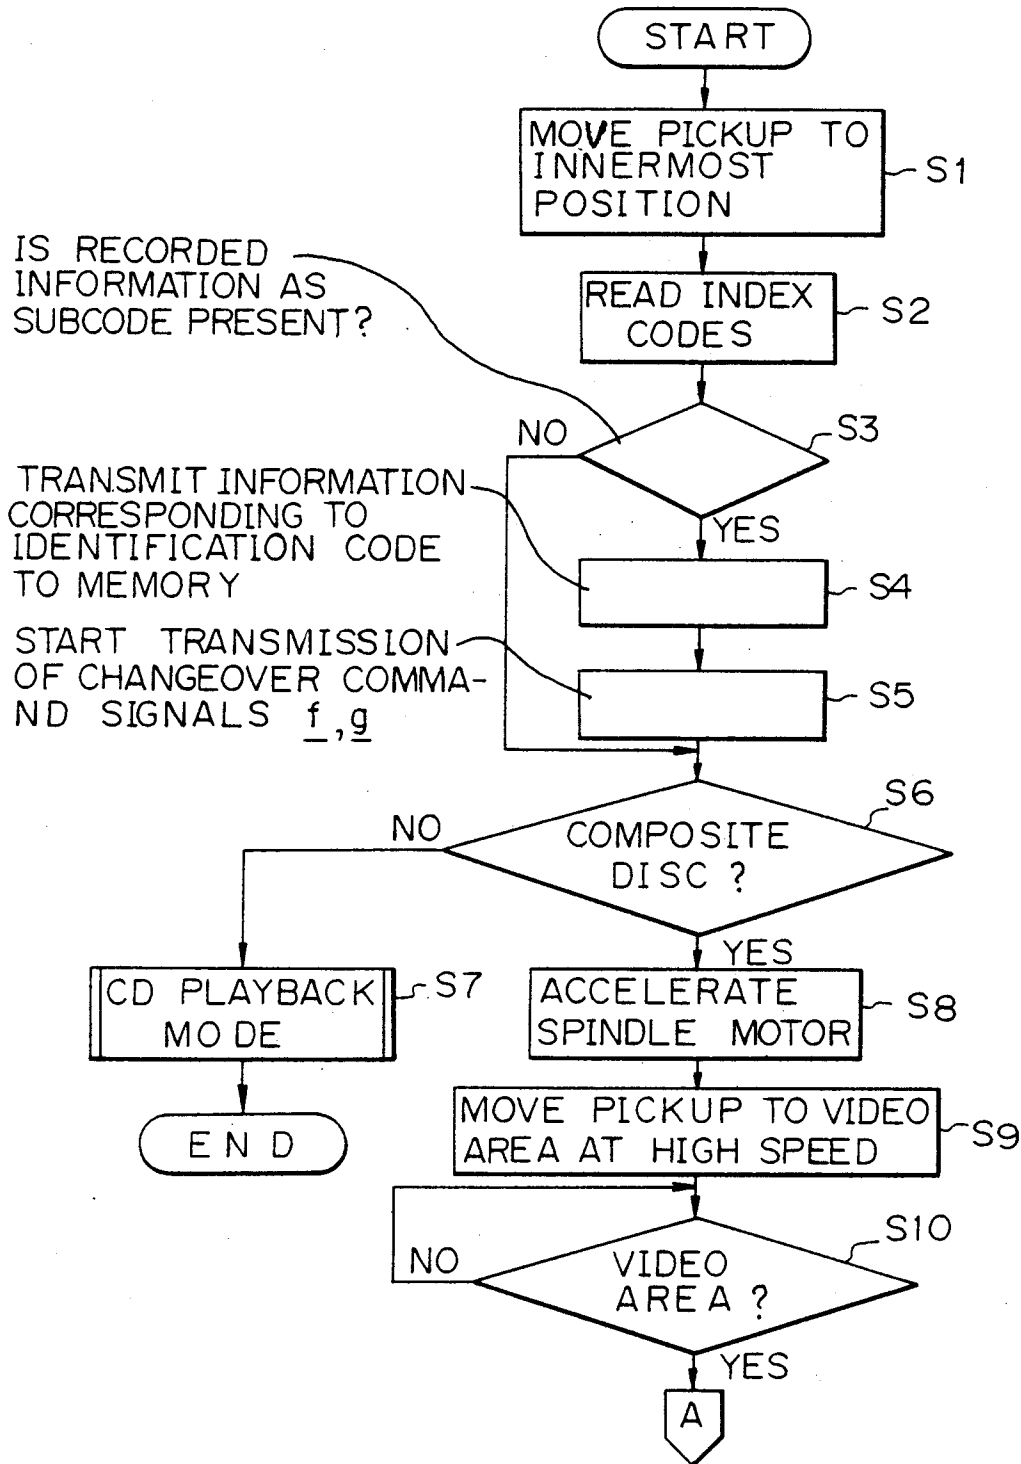 START
MOVE PICKUP TO
INNERMOST
POSITION
S1
IS RECORDED
INFORMATION AS
SUBCODE PRESENT?
READ INDEX
CODES
S2
NO
S3
YES
TRANSMIT INFORMATION
CORRESPONDING TO
IDENTIFICATION CODE
TO MEMORY
S4
START TRANSMISSION
OF CHANGEOVER COMMA-
ND SIGNALS f,g
S5
S6
NO
COMPOSITE
DISC ?
YES
CD PLAYBACK
MODE
S7
ACCELERATE
SPINDLE MOTOR
S8
END
MOVE PICKUP TO VIDEO
AREA AT HIGH SPEED
S9
S10
NO
VIDEO
AREA ?
YES
A